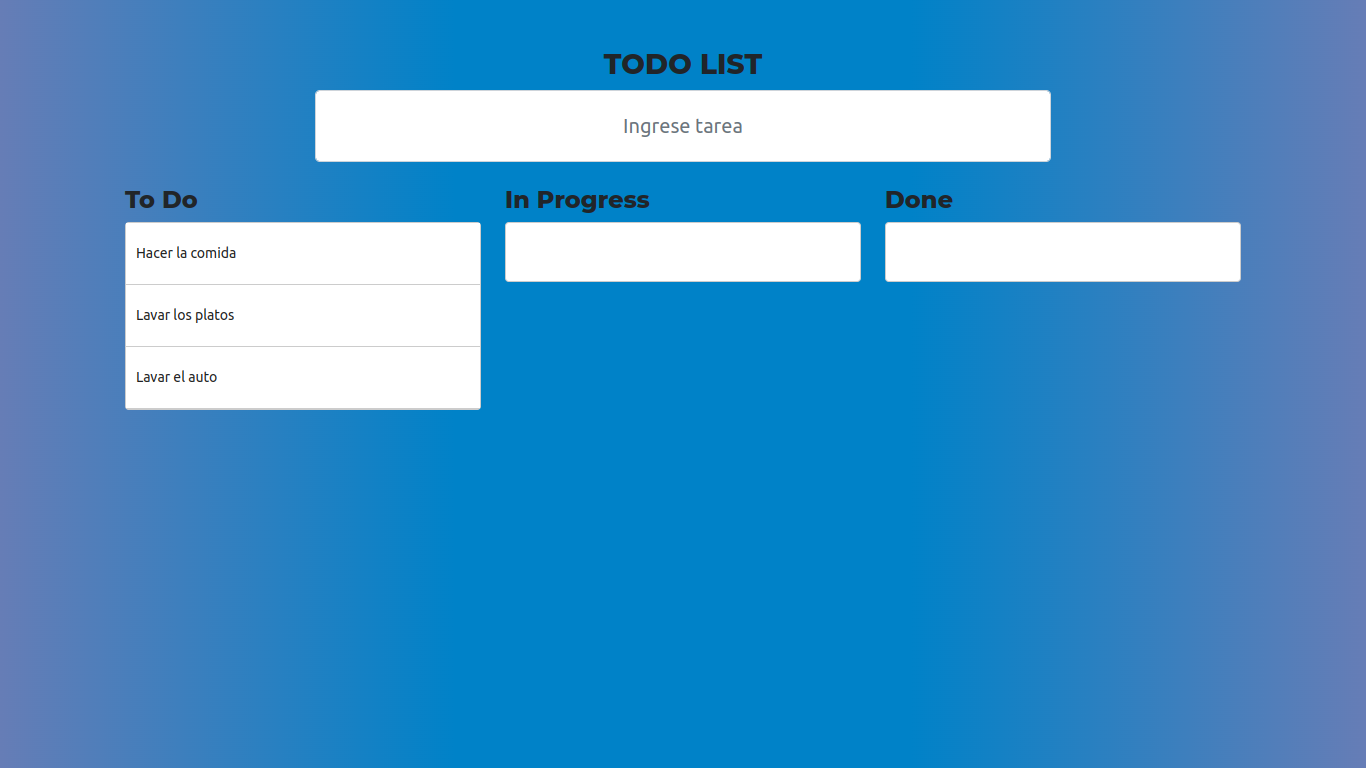 TODO LIST
Ingrese tarea
To Do
In Progress
Done
Hacer la comida
Lavar los platos
Lavar el auto